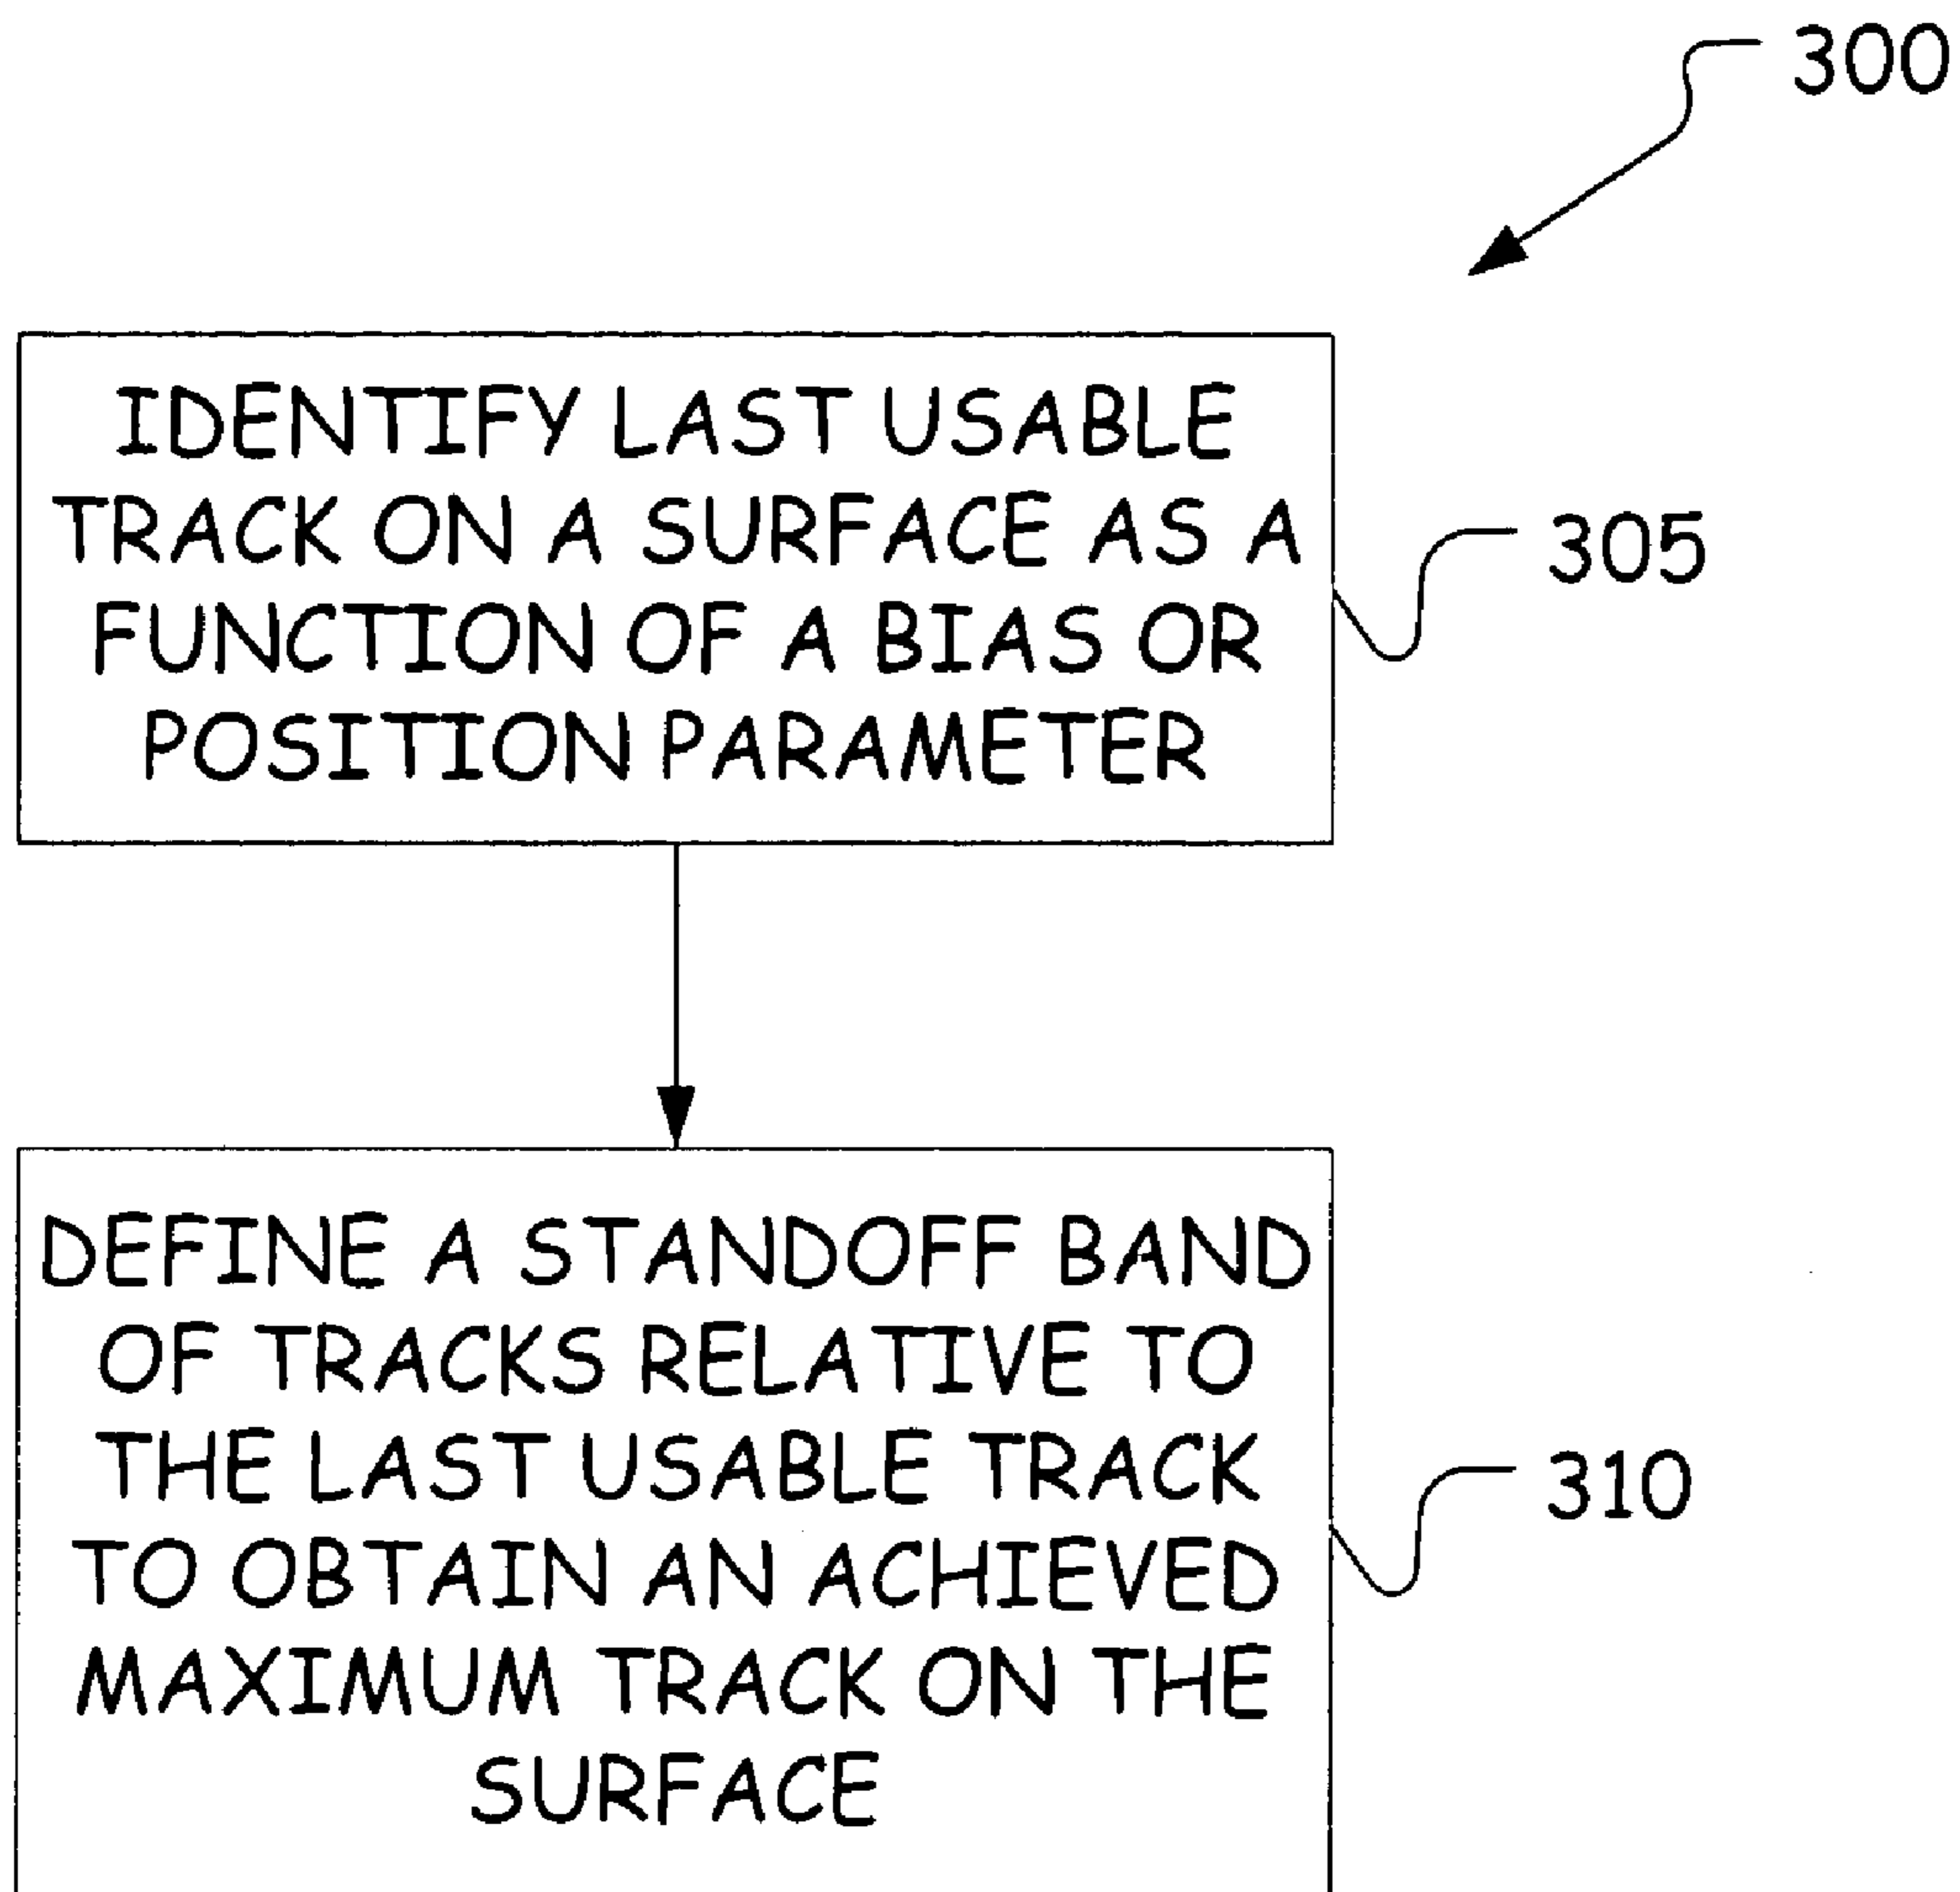 300
IDENTIFY LAST USABLE
TRACK ON A SURFACE AS A
FUNCTION OF A BIAS OR
POSITION PARAMETER
305
DEFINE A STANDOFF BAND
OF TRACKS RELATIVE TO
THE LAST USABLE TRACK
TO OBTAIN AN ACHIEVED
MAXIMUM TRACK ON THE
SURFACE
310